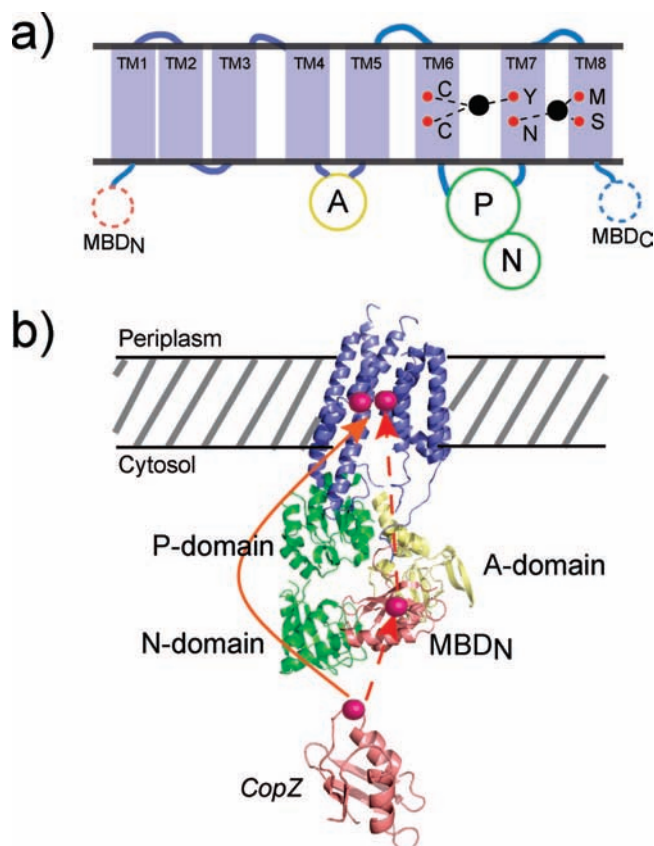 a)
TM1 TM2 TM3 TM4 TM5 TM6 TM7 TM8
C Y M
C N S
MBDN A P N MBDC
b)
Periplasm
Cytosol
P-domain
A-domain
N-domain
MBDN
CopZ